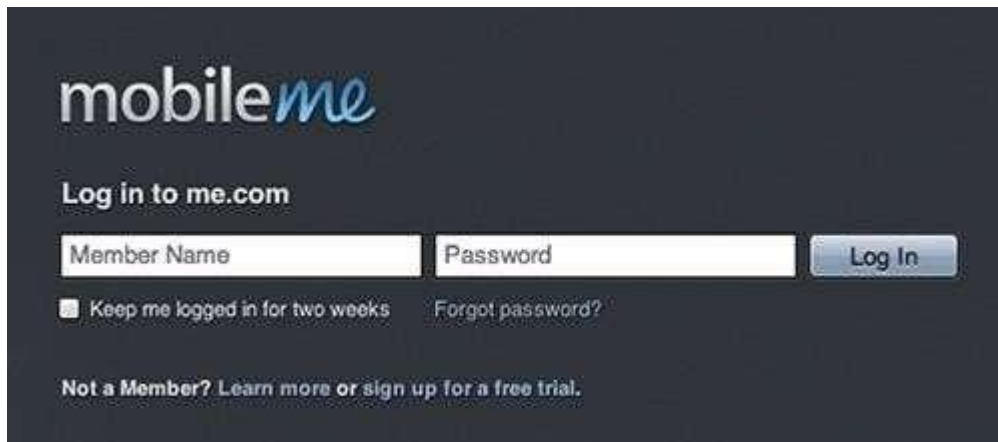 mobileme
Log in to me.com
Member Name Password Log In
Keep me logged in for two weeks Forgot password?
Not a Member? Learn more or sign up for a free trial.